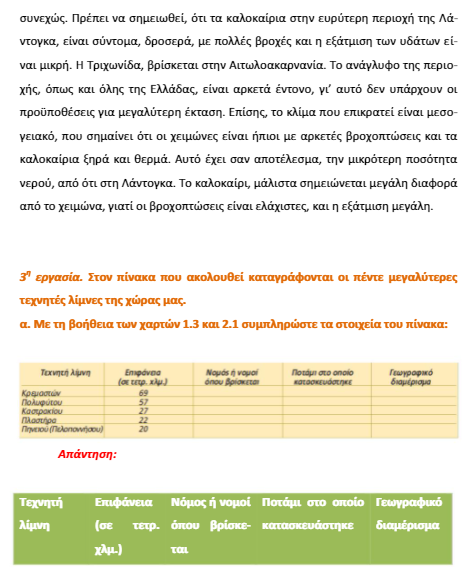 συνεχώς. Πρέπει να σημειωθεί, ότι τα καλοκαίρια στην ευρύτερη περιοχή της Λά-
ντογκα, είναι σύντομα, δροσερά, με πολλές βροχές και η εξάτμιση των υδάτων εί-
ναι μικρή. Η Τριχωνίδα, βρίσκεται στην Αιτωλοακαρνανία. Το ανάγλυφο της περιο-
χής, όπως και όλης της Ελλάδας, είναι αρκετά έντονο, γι’ αυτό δεν υπάρχουν οι
προϋποθέσεις για μεγαλύτερη έκταση. Επίσης, το κλίμα που επικρατεί είναι μεσο-
γειακό, που σημαίνει ότι οι χειμώνες είναι ήπιοι με αρκετές βροχοπτώσεις και τα
καλοκαίρια ξηρά και θερμά. Αυτό έχει σαν αποτέλεσμα, την μικρότερη ποσότητα
νερού, από ότι στη Λάντογκα. Το καλοκαίρι, μάλιστα σημειώνεται μεγάλη διαφορά
από το χειμώνα, γιατί οι βροχοπτώσεις είναι ελάχιστες, και η εξάτμιση μεγάλη.
3η εργασία. Στον πίνακα που ακολουθεί καταγράφονται οι πέντε μεγαλύτερες
τεχνητές λίμνες της χώρας μας.
α. Με τη βοήθεια των χαρτών 1.3 και 2.1 συμπληρώστε τα στοιχεία του πίνακα:
Τεχνητή λίμνη Επιφάνεια Νομός ή νομοί Ποτάμι στο οποίο Γεωγραφικό
(σε τετρ. χλμ.) όπου βρίσκεται κατασκευάστηκε διαμέρισμα
Κρεμαστών 69
Πολυφύτου 57
Καστρακίου 27
Πλαστήρα 22
Πηνειού (Πελοποννήσου) 20
Απάντηση:
Τεχνητή Επιφάνεια Νόμος ή νομοί Ποτάμι στο οποίο Γεωγραφικό
λίμνη (σε τετρ. όπου βρίσκε- κατασκευάστηκε διαμέρισμα
χλμ.) ται